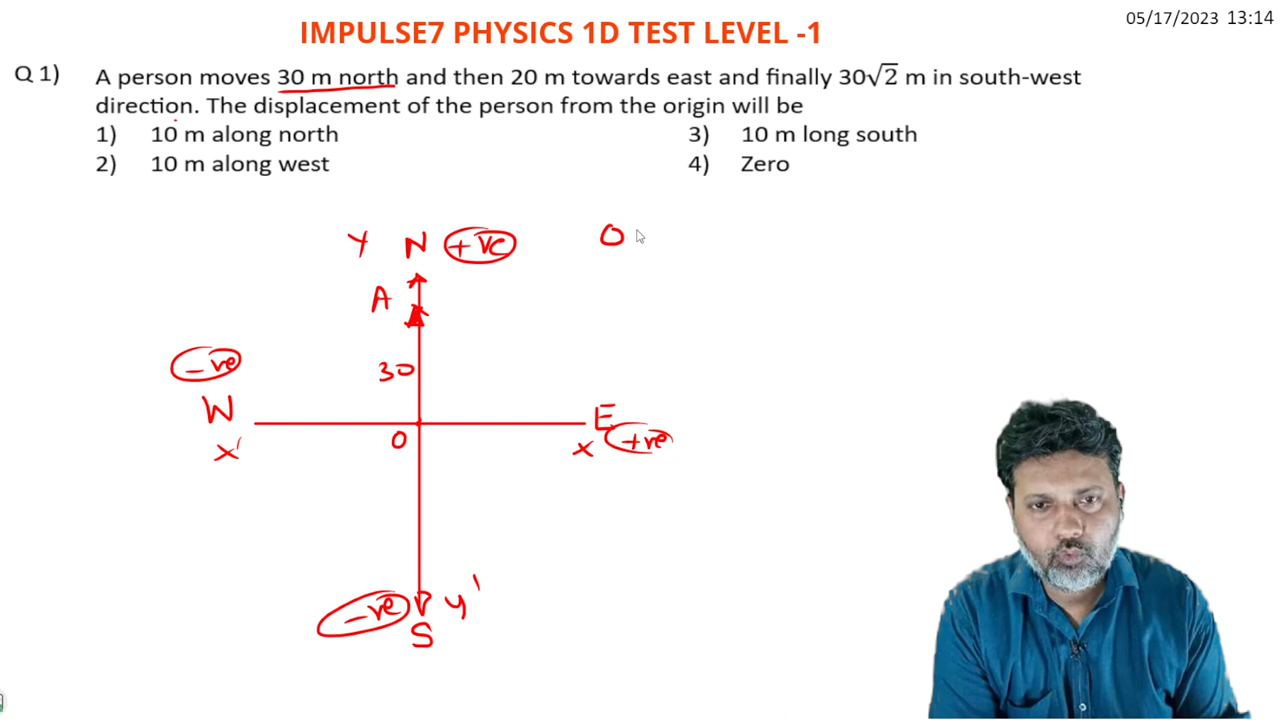 05/17/2023 13:14
IMPULSE7 PHYSICS 1D TEST LEVEL -1
Q 1) A person moves 30 m north and then 20 m towards east and finally 30√2 m in south-west
direction. The displacement of the person from the origin will be
1) 10 m along north 3) 10 m long south
2) 10 m along west 4) Zero
Y N +ve O
A
-ve 30
W E
X' O X +ve
-ve y'
S